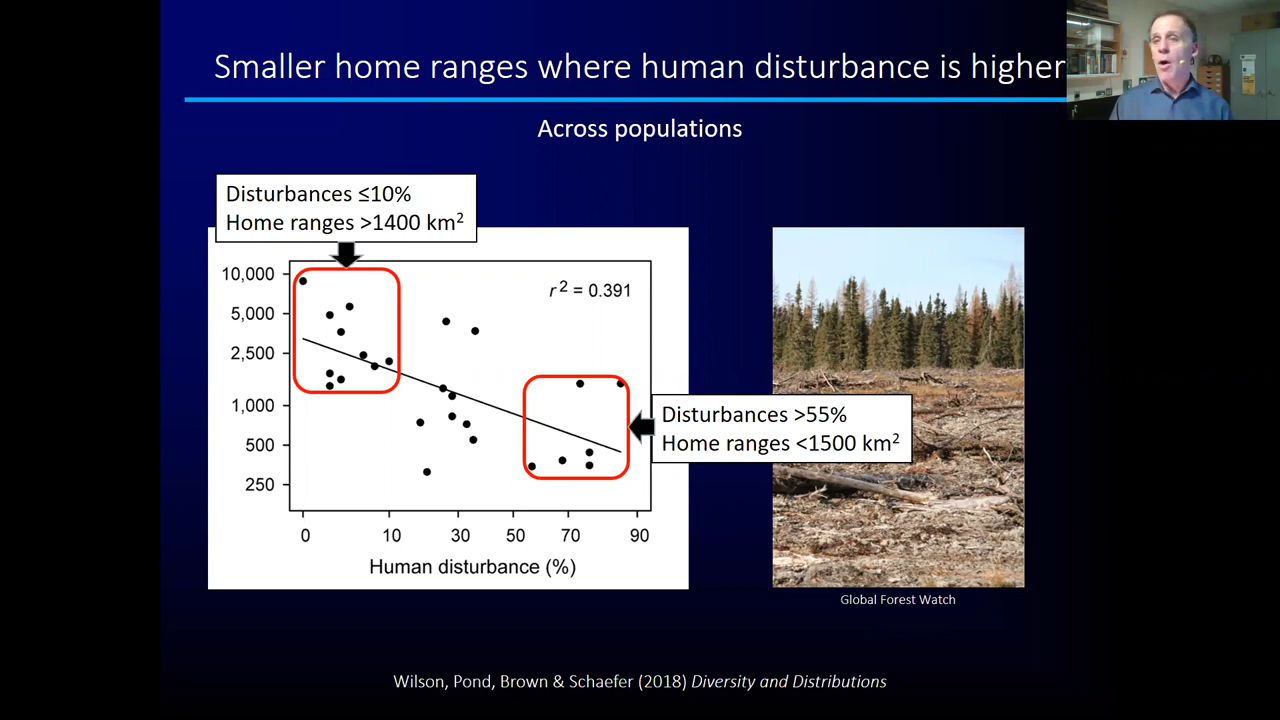 Smaller home ranges where human disturbance is higher
Across populations
Disturbances ≤10%
Home ranges >1400 km²
r² = 0.391
10,000
5,000
2,500
1,000
500
250
0 10 30 50 70 90
Human disturbance (%)
Disturbances >55%
Home ranges <1500 km²
Global Forest Watch
Wilson, Pond, Brown & Schaefer (2018) Diversity and Distributions